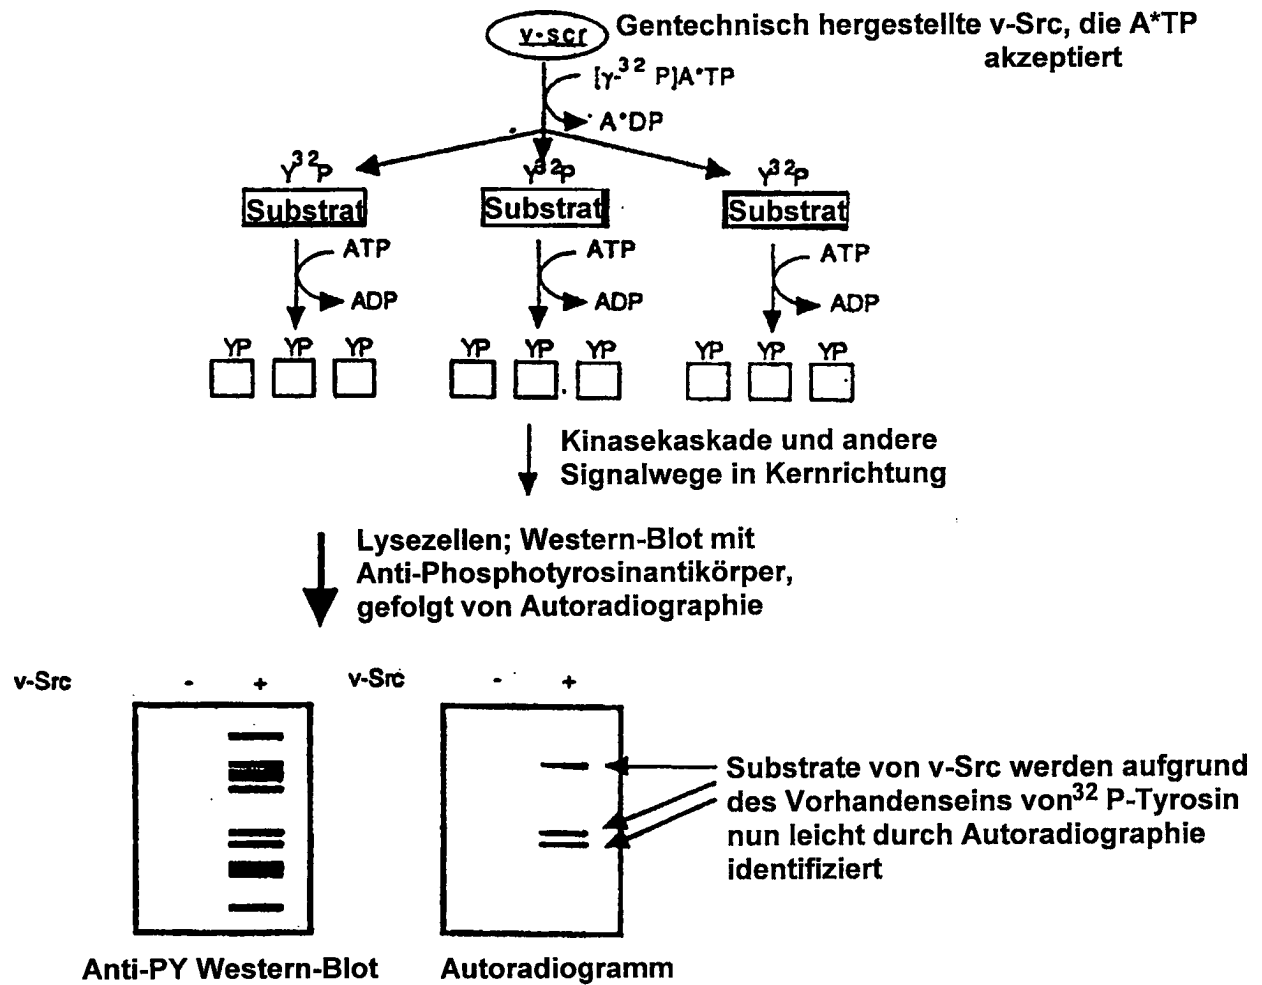 v-scr
Gentechnisch hergestellte v-Src, die A*TP
akzeptiert
[γ-32 P]A*TP
A*DP
Y32P Y32P Y32P
Substrat Substrat Substrat
ATP ATP ATP
ADP ADP ADP
YP YP YP YP YP YP YP YP YP
Kinasekaskade und andere
Signalwege in Kernrichtung
Lysezellen; Western-Blot mit
Anti-Phosphotyrosinantikörper,
gefolgt von Autoradiographie
v-Src - + v-Src - +
Substrate von v-Src werden aufgrund
des Vorhandenseins von32 P-Tyrosin
nun leicht durch Autoradiographie
identifiziert
Anti-PY Western-Blot Autoradiogramm